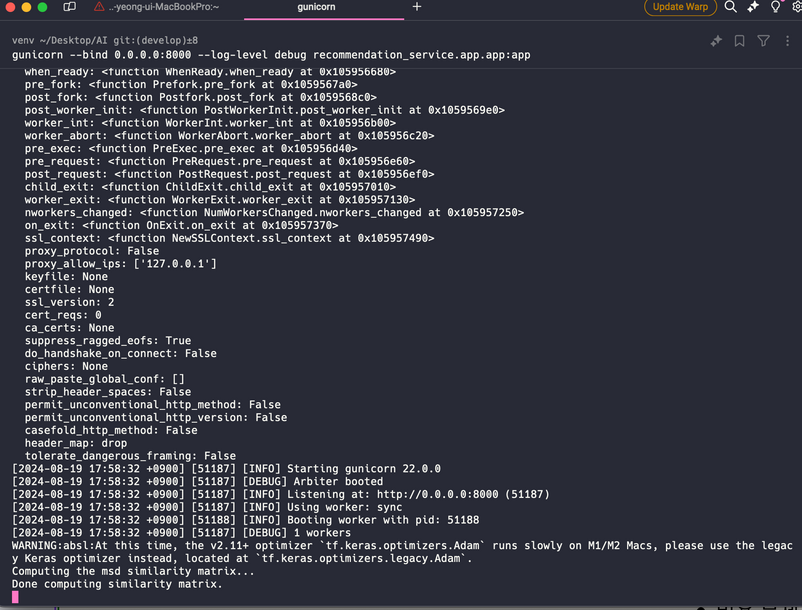 ..-yeong-ui-MacBookPro:~
gunicorn
Update Warp
venv ~/Desktop/AI git:(develop)±8
gunicorn --bind 0.0.0.0:8000 --log-level debug recommendation_service.app.app:app
when_ready: <function WhenReady.when_ready at 0x105956680>
pre_fork: <function Prefork.pre_fork at 0x1059567a0>
post_fork: <function Postfork.post_fork at 0x1059568c0>
post_worker_init: <function PostWorkerInit.post_worker_init at 0x1059569e0>
worker_int: <function WorkerInt.worker_int at 0x105956b00>
worker_abort: <function WorkerAbort.worker_abort at 0x105956c20>
pre_exec: <function PreExec.pre_exec at 0x105956d40>
pre_request: <function PreRequest.pre_request at 0x105956e60>
post_request: <function PostRequest.post_request at 0x105956ef0>
child_exit: <function ChildExit.child_exit at 0x105957010>
worker_exit: <function WorkerExit.worker_exit at 0x105957130>
nworkers_changed: <function NumWorkersChanged.nworkers_changed at 0x105957250>
on_exit: <function OnExit.on_exit at 0x105957370>
ssl_context: <function NewSSLContext.ssl_context at 0x105957490>
proxy_protocol: False
proxy_allow_ips: ['127.0.0.1']
keyfile: None
certfile: None
ssl_version: 2
cert_reqs: 0
ca_certs: None
suppress_ragged_eofs: True
do_handshake_on_connect: False
ciphers: None
raw_paste_global_conf: []
strip_header_spaces: False
permit_unconventional_http_method: False
permit_unconventional_http_version: False
casefold_http_method: False
header_map: drop
tolerate_dangerous_framing: False
[2024-08-19 17:58:32 +0900] [51187] [INFO] Starting gunicorn 22.0.0
[2024-08-19 17:58:32 +0900] [51187] [DEBUG] Arbiter booted
[2024-08-19 17:58:32 +0900] [51187] [INFO] Listening at: http://0.0.0.0:8000 (51187)
[2024-08-19 17:58:32 +0900] [51187] [INFO] Using worker: sync
[2024-08-19 17:58:32 +0900] [51188] [INFO] Booting worker with pid: 51188
[2024-08-19 17:58:32 +0900] [51187] [DEBUG] 1 workers
WARNING:absl:At this time, the v2.11+ optimizer `tf.keras.optimizers.Adam` runs slowly on M1/M2 Macs, please use the legac
y Keras optimizer instead, located at `tf.keras.optimizers.legacy.Adam`.
Computing the msd similarity matrix...
Done computing similarity matrix.